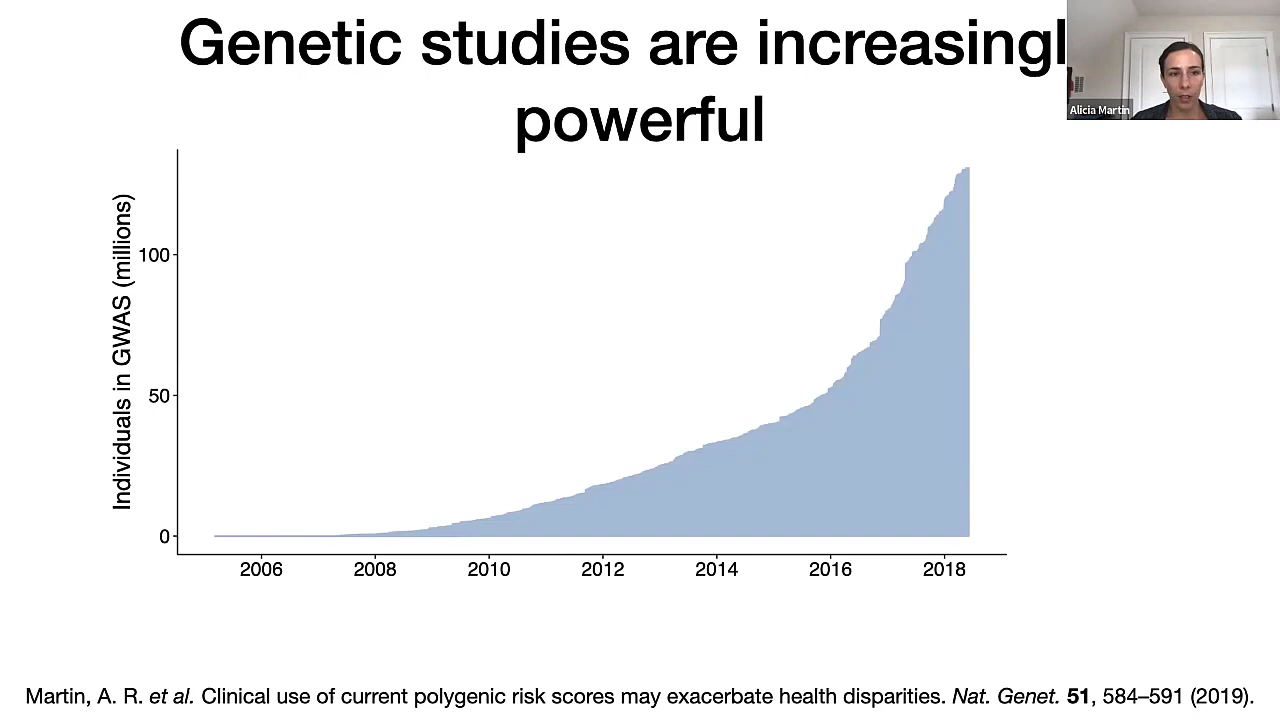 Genetic studies are increasingl
powerful
Alicia Martin
Individuals in GWAS (millions)
100
50
0
2006 2008 2010 2012 2014 2016 2018
Martin, A. R. et al. Clinical use of current polygenic risk scores may exacerbate health disparities. Nat. Genet. 51, 584–591 (2019).